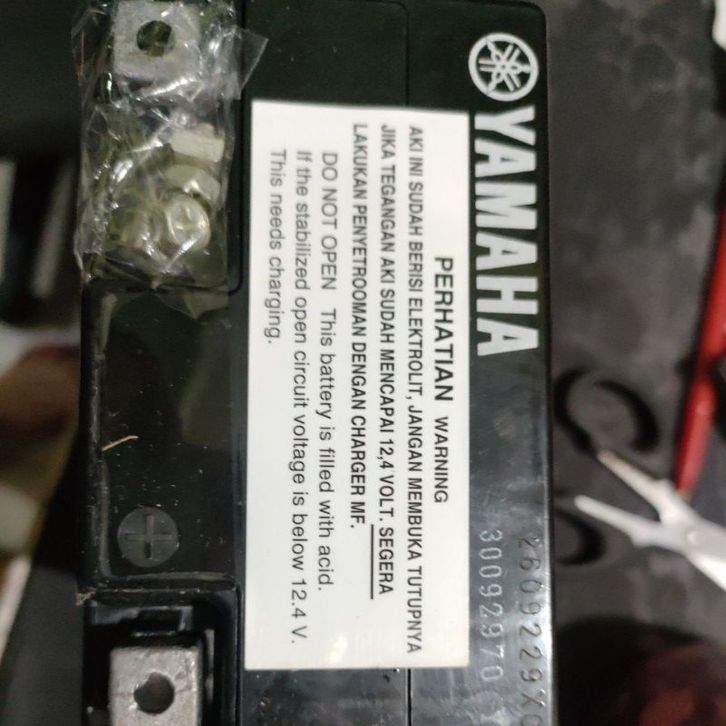 YAMAHA
PERHATIAN WARNING
AKI INI SUDAH BERISI ELEKTROLIT, JANGAN MEMBUKA TUTUPNYA
JIKA TEGANGAN AKI SUDAH MENCAPAI 12,4 VOLT. SEGERA
LAKUKAN PENYETROOMAN DENGAN CHARGER MF.
DO NOT OPEN This battery is filled with acid.
If the stabilized open circuit voltage is below 12.4 V.
This needs charging.
30092970
+